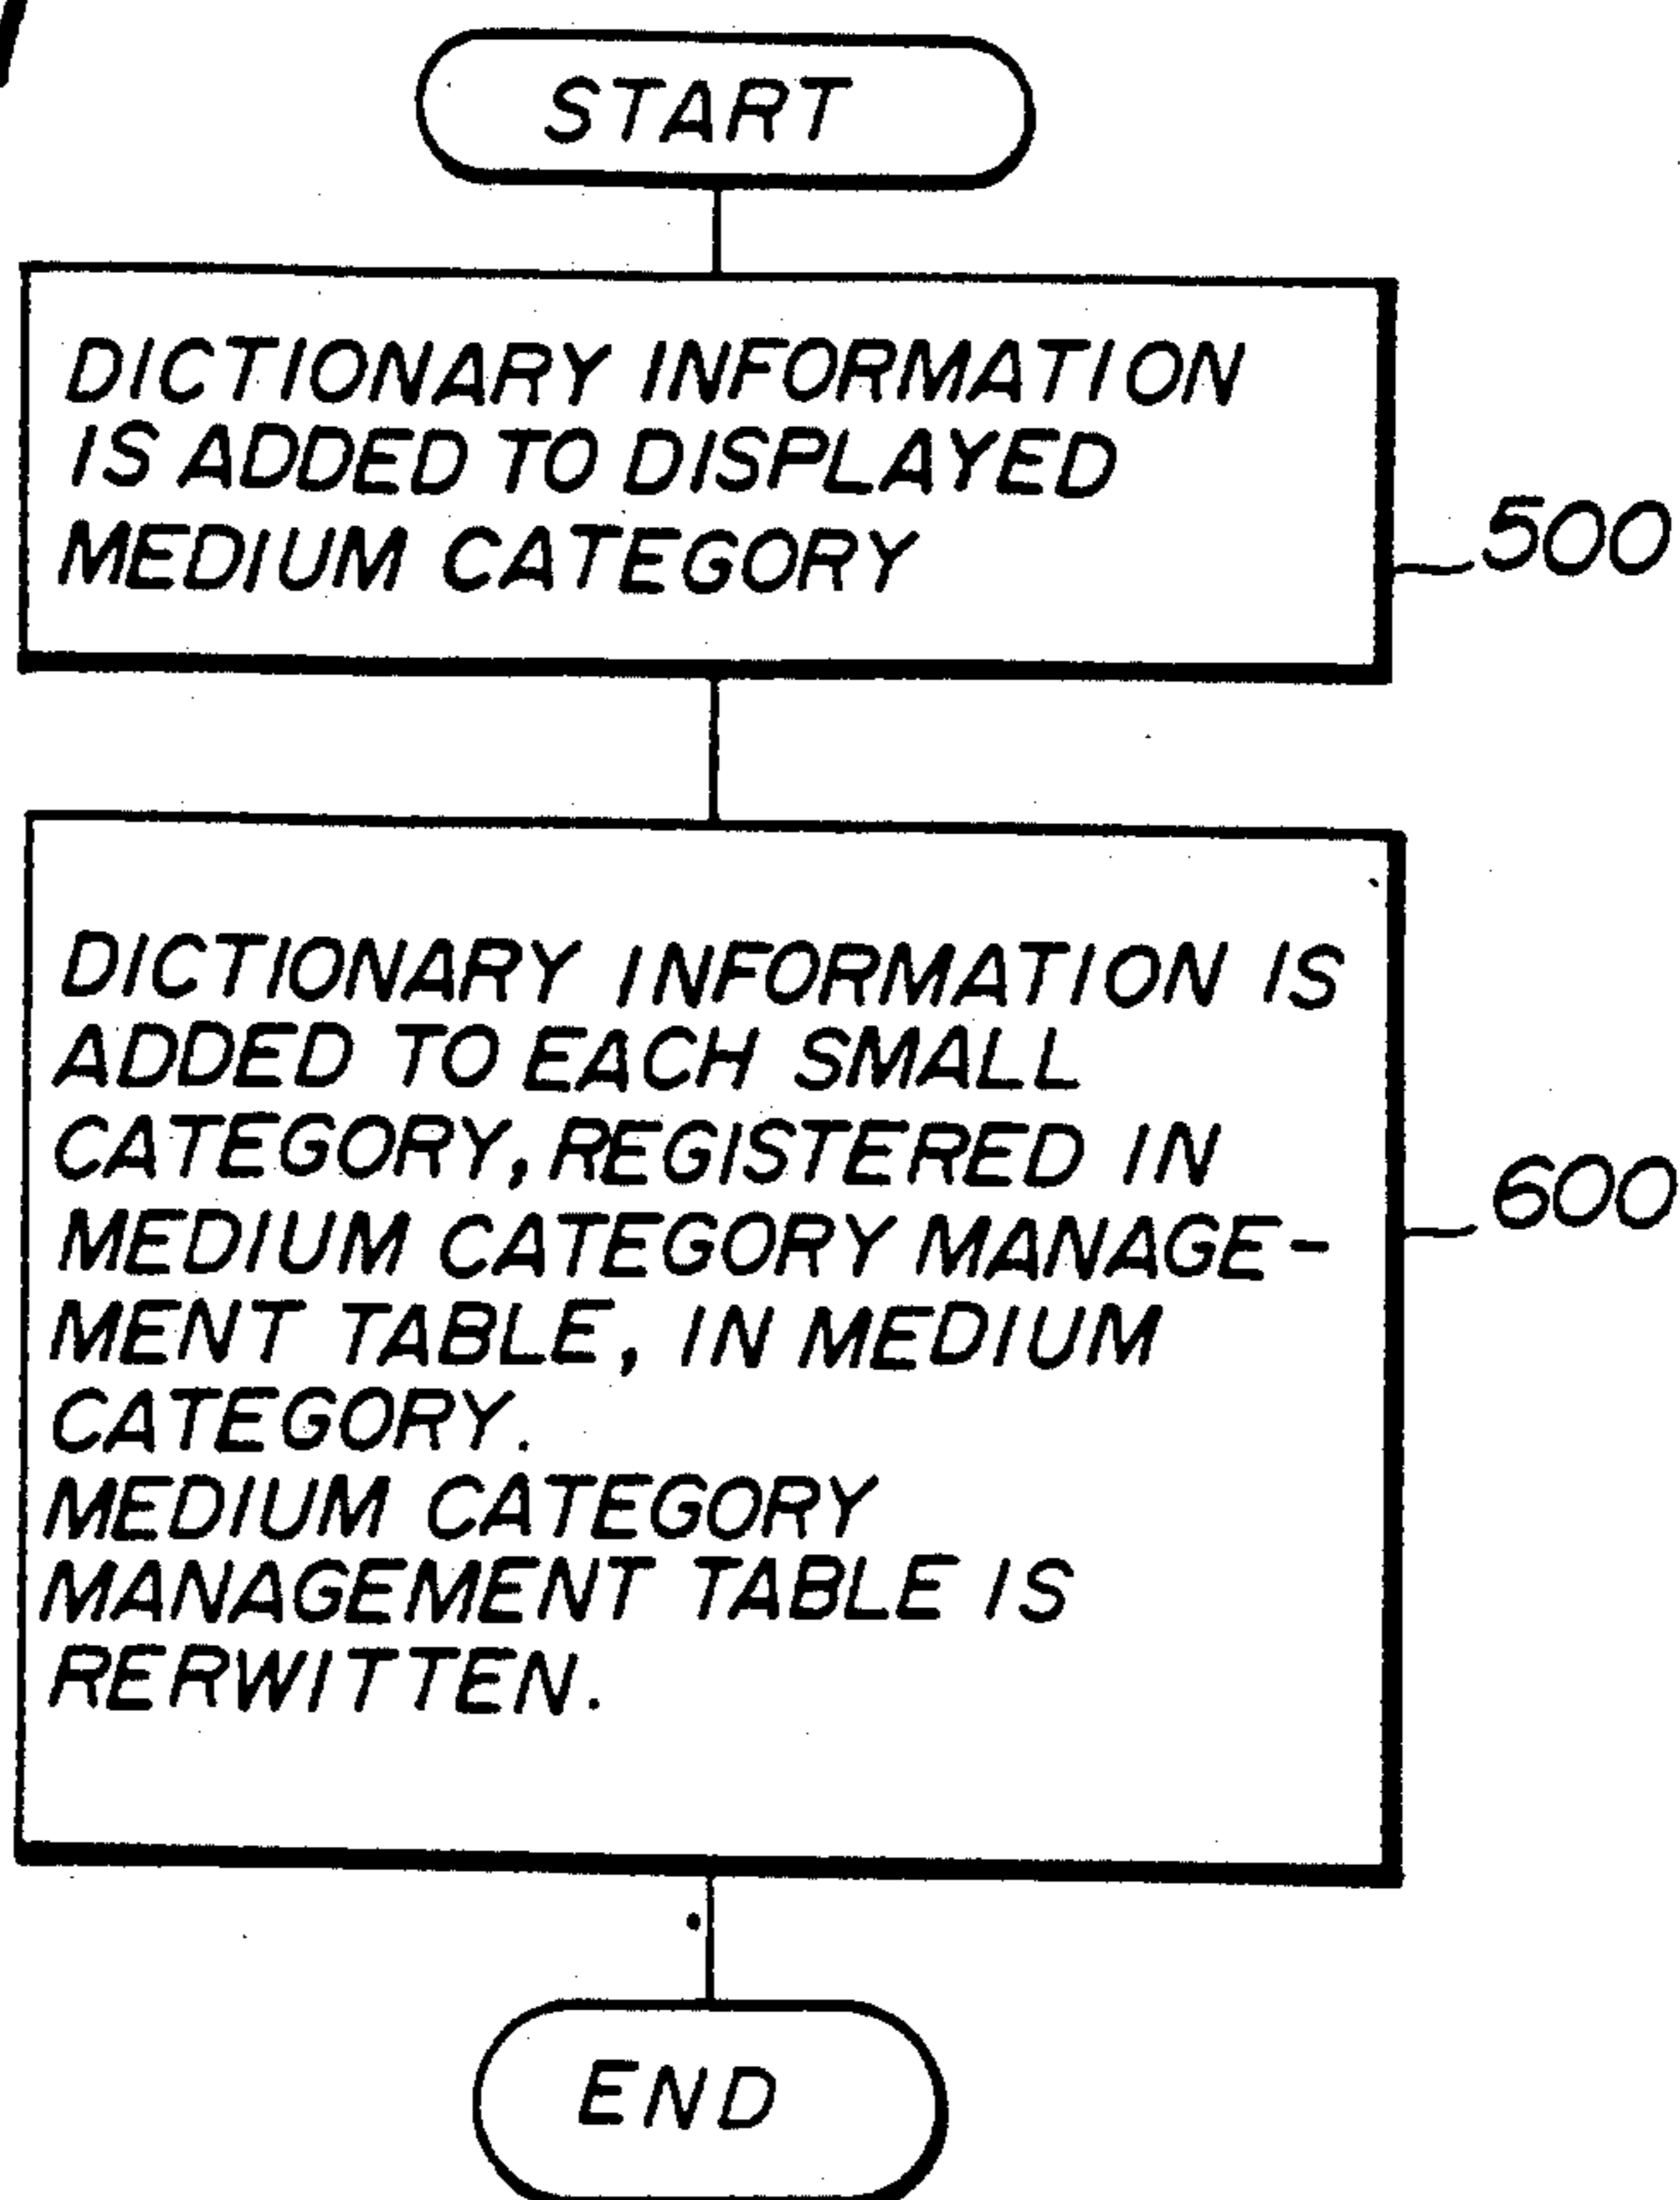 START
DICTIONARY INFORMATION
IS ADDED TO DISPLAYED
MEDIUM CATEGORY
500
DICTIONARY INFORMATION IS
ADDED TO EACH SMALL
CATEGORY, REGISTERED IN
MEDIUM CATEGORY MANAGE-
MENT TABLE, IN MEDIUM
CATEGORY.
MEDIUM CATEGORY
MANAGEMENT TABLE IS
RERWITTEN.
600
END